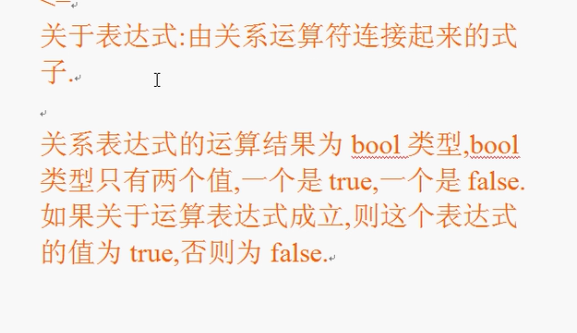 <=
关于表达式:由关系运算符连接起来的式
子.
关系表达式的运算结果为 bool 类型,bool
类型只有两个值,一个是 true,一个是 false.
如果关于运算表达式成立,则这个表达式
的值为 true,否则为 false.